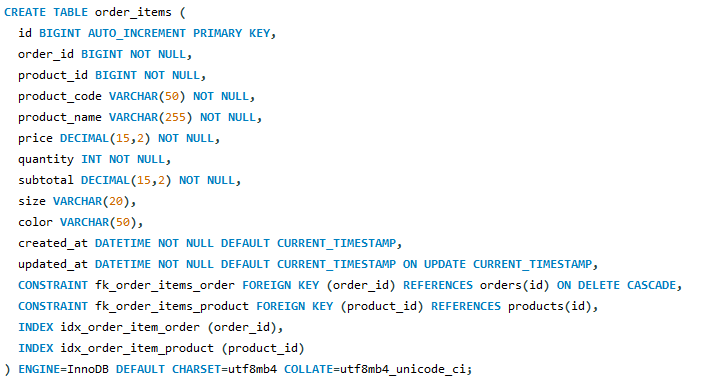 CREATE TABLE order_items (
  id BIGINT AUTO_INCREMENT PRIMARY KEY,
  order_id BIGINT NOT NULL,
  product_id BIGINT NOT NULL,
  product_code VARCHAR(50) NOT NULL,
  product_name VARCHAR(255) NOT NULL,
  price DECIMAL(15,2) NOT NULL,
  quantity INT NOT NULL,
  subtotal DECIMAL(15,2) NOT NULL,
  size VARCHAR(20),
  color VARCHAR(50),
  created_at DATETIME NOT NULL DEFAULT CURRENT_TIMESTAMP,
  updated_at DATETIME NOT NULL DEFAULT CURRENT_TIMESTAMP ON UPDATE CURRENT_TIMESTAMP,
  CONSTRAINT fk_order_items_order FOREIGN KEY (order_id) REFERENCES orders(id) ON DELETE CASCADE,
  CONSTRAINT fk_order_items_product FOREIGN KEY (product_id) REFERENCES products(id),
  INDEX idx_order_item_order (order_id),
  INDEX idx_order_item_product (product_id)
) ENGINE=InnoDB DEFAULT CHARSET=utf8mb4 COLLATE=utf8mb4_unicode_ci;